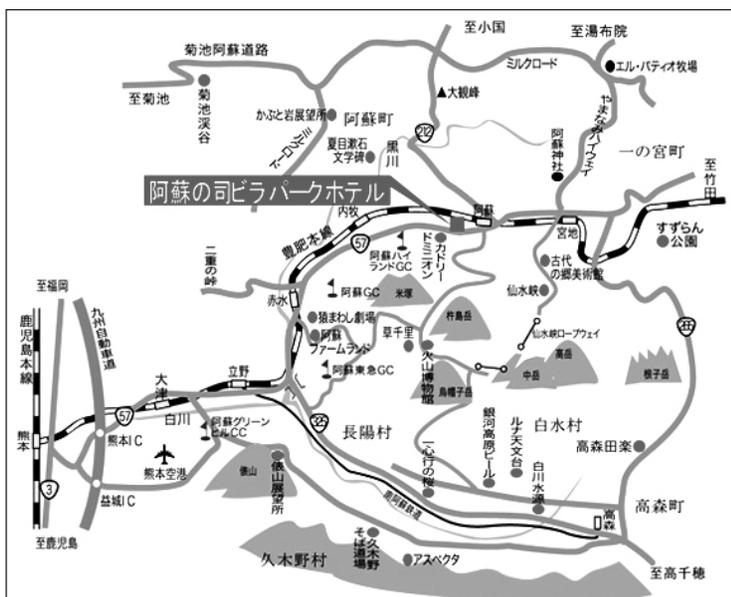 至小国
至湯布院
菊池阿蘇道路
ミルクロード
エル・パティオ牧場
大観峰
至菊池
菊池渓谷
かぶと岩展望所
阿蘇町
やまなみハイウェイ
212
ミルクロード
夏目漱石
文学碑
黒川
阿蘇神社
一の宮町
至竹田
阿蘇の司ビラパークホテル
内牧
阿蘇
宮地
すずらん
公園
豊肥本線
57
阿蘇ハイ
ランドGC
カドリー
ドミニオン
古代
の郷美術館
二重の峠
至福岡
阿蘇GC
米塚
仙水峡
赤水
九州自動車道
鹿児島本線
猿まわし劇場
阿蘇
ファームランド
草千里
杵島岳
仙水峡ロープウェイ
265
阿蘇東急GC
火山博物館
烏帽子岳
中岳
高岳
根子岳
立野
大津
57
白川
325
長陽村
白水村
熊本
熊本IC
阿蘇グリーン
ヒルCC
一心行の桜
銀河高原ビール
ルナ天文台
高森田楽
熊本空港
俵山
俵山展望所
白川水源
3
益城IC
南阿蘇鉄道
高森
高森町
至鹿児島
久木野
そば道場
久木野村
アスペクタ
至高千穂